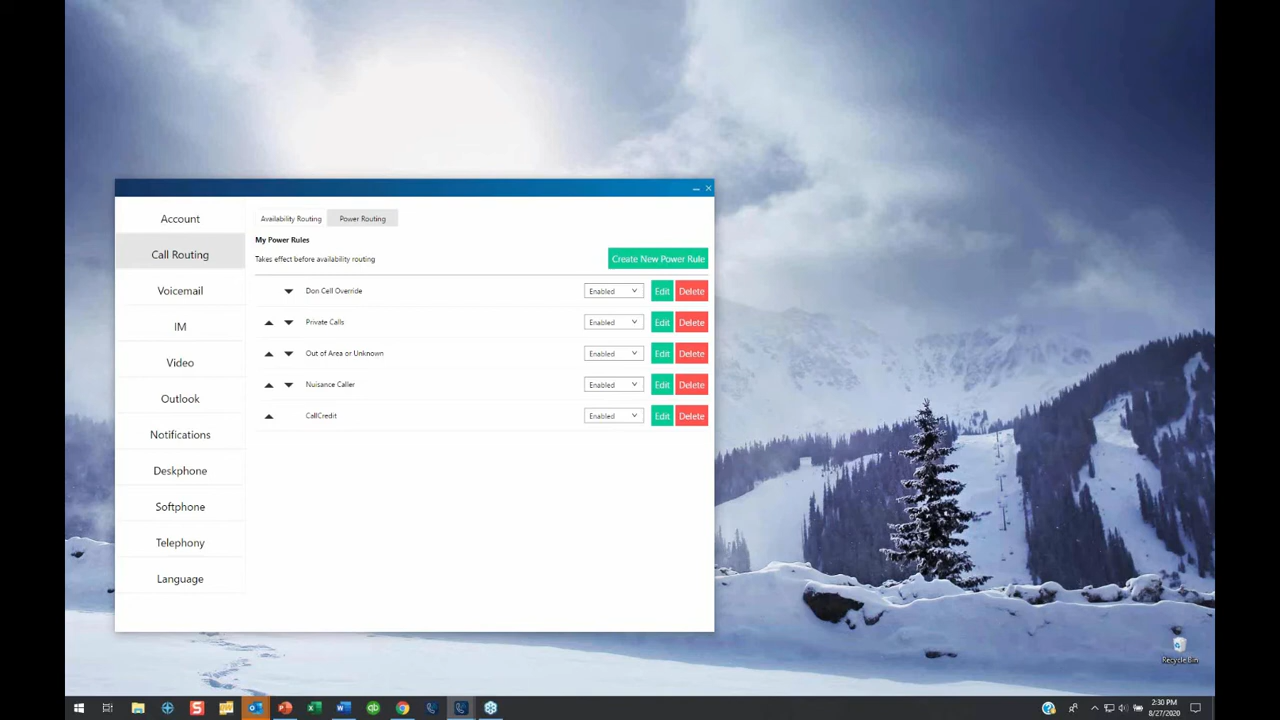 Account
Call Routing
Voicemail
IM
Video
Outlook
Notifications
Deskphone
Softphone
Telephony
Language
Availability Routing Power Routing
My Power Rules
Takes effect before availability routing Create New Power Rule
Don Cell Override Enabled Edit Delete
Private Calls Enabled Edit Delete
Out of Area or Unknown Enabled Edit Delete
Nuisance Caller Enabled Edit Delete
CallCredit Enabled Edit Delete
Recycle Bin
2:30 PM
8/27/2020